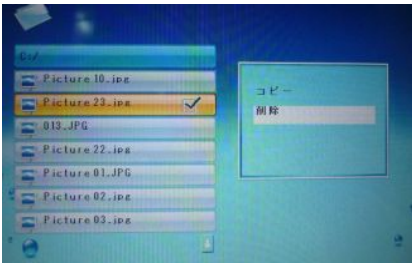 C:/
Picture 10.jpg
Picture 23.jpg
013.JPG
Picture 22.jpg
Picture 01.JPG
Picture 02.jpg
Picture 03.jpg
コピー
削除